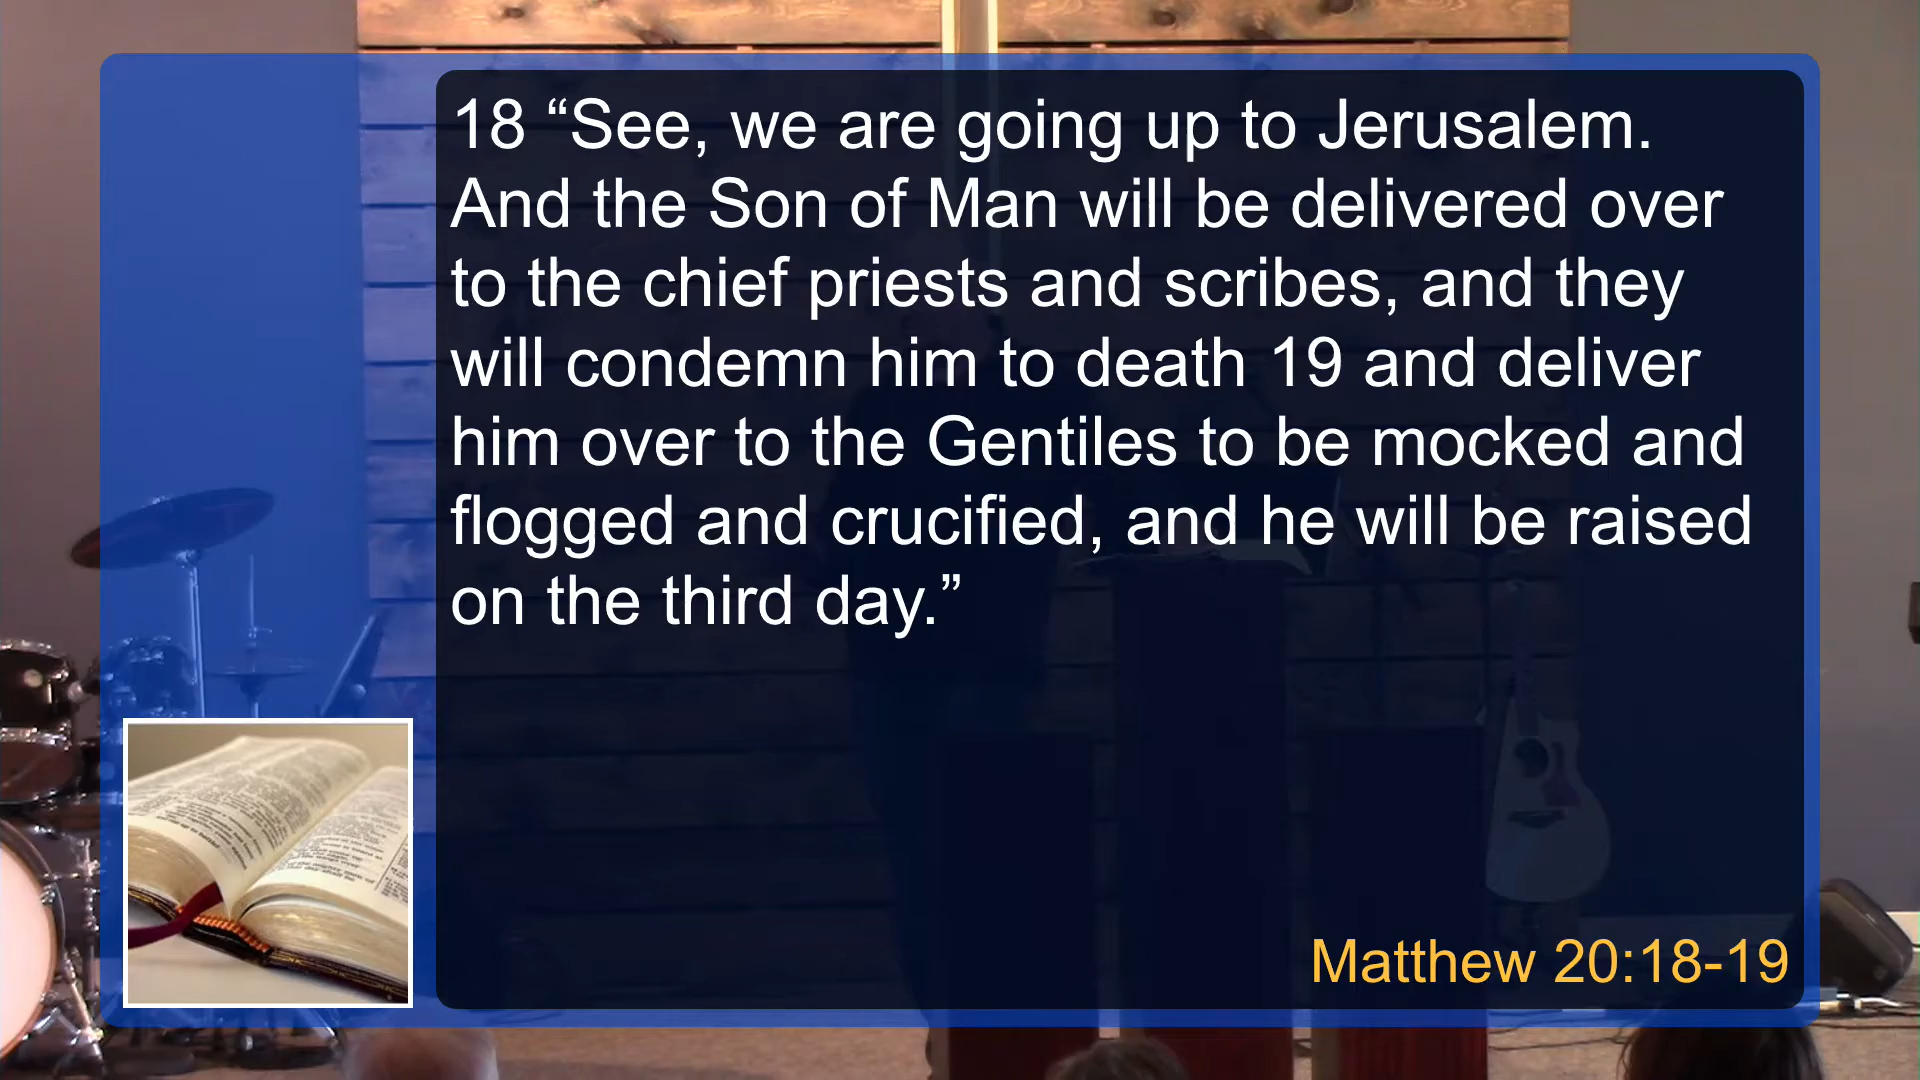 18 “See, we are going up to Jerusalem.
And the Son of Man will be delivered over
to the chief priests and scribes, and they
will condemn him to death 19 and deliver
him over to the Gentiles to be mocked and
flogged and crucified, and he will be raised
on the third day.”
Matthew 20:18-19